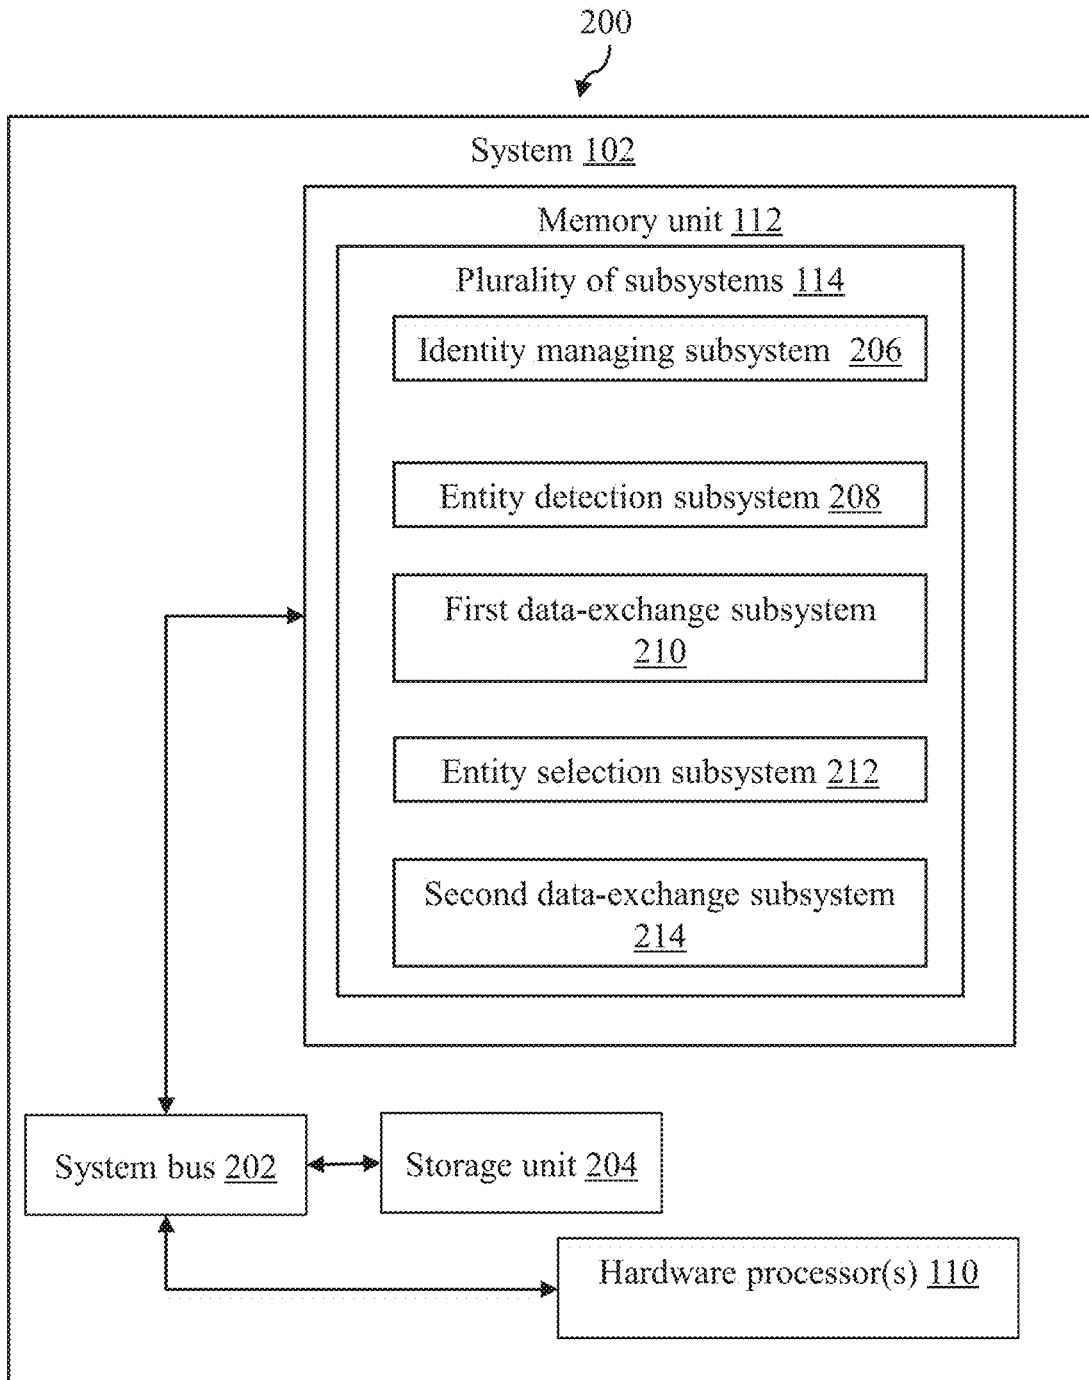 200
System 102
Memory unit 112
Plurality of subsystems 114
Identity managing subsystem 206
Entity detection subsystem 208
First data-exchange subsystem
210
Entity selection subsystem 212
Second data-exchange subsystem
214
System bus 202
Storage unit 204
Hardware processor(s) 110